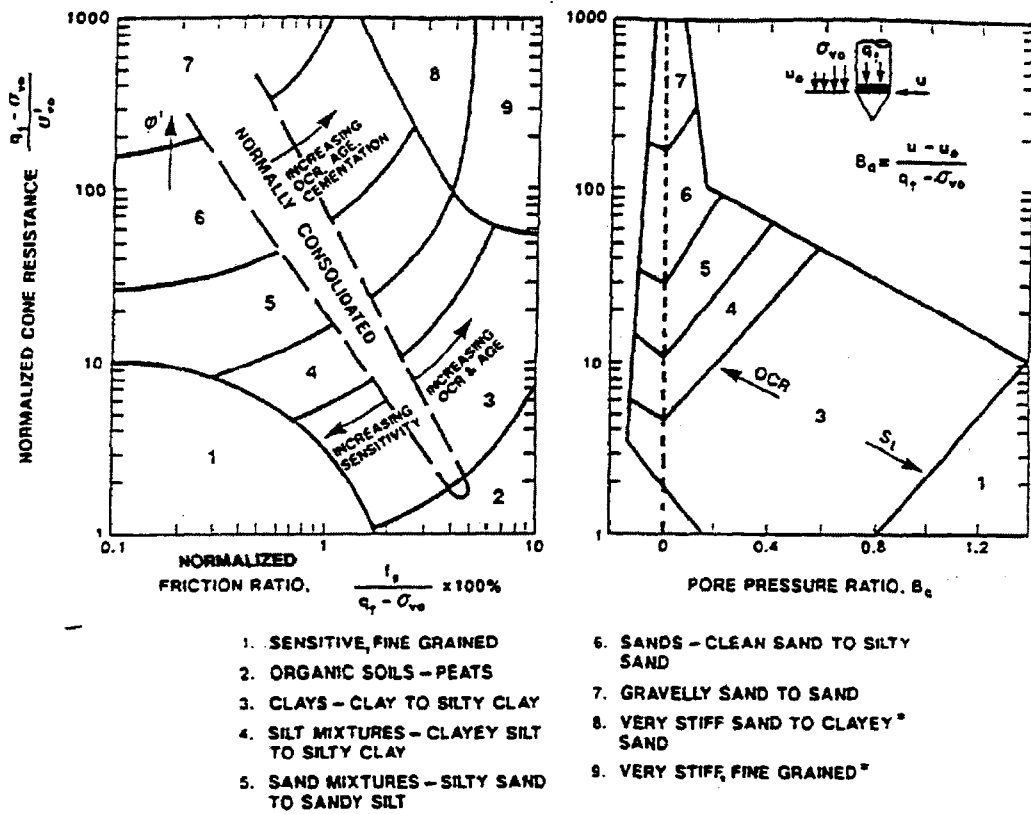 1000
100
10
1
NORMALIZED CONE RESISTANCE
q_t - σ_vo
σ'_vo
7
8
9
φ'
6
5
4
3
1
2
NORMALLY CONSOLIDATED
INCREASING
OCR, AGE,
CEMENTATION
INCREASING
OCR & AGE
INCREASING
SENSITIVITY
0.1
1
10
NORMALIZED
FRICTION RATIO,
f_s
q_t - σ_vo
x100%
1000
100
10
1
7
6
5
4
3
1
OCR
S_t
σ_vo
q_t
u_o
u
B_q = u - u_o
q_t - σ_vo
0
0.4
0.8
1.2
PORE PRESSURE RATIO, B_q
1. SENSITIVE, FINE GRAINED
2. ORGANIC SOILS – PEATS
3. CLAYS – CLAY TO SILTY CLAY
4. SILT MIXTURES – CLAYEY SILT
TO SILTY CLAY
5. SAND MIXTURES – SILTY SAND
TO SANDY SILT
6. SANDS – CLEAN SAND TO SILTY
SAND
7. GRAVELLY SAND TO SAND
8. VERY STIFF SAND TO CLAYEY*
SAND
9. VERY STIFF, FINE GRAINED*